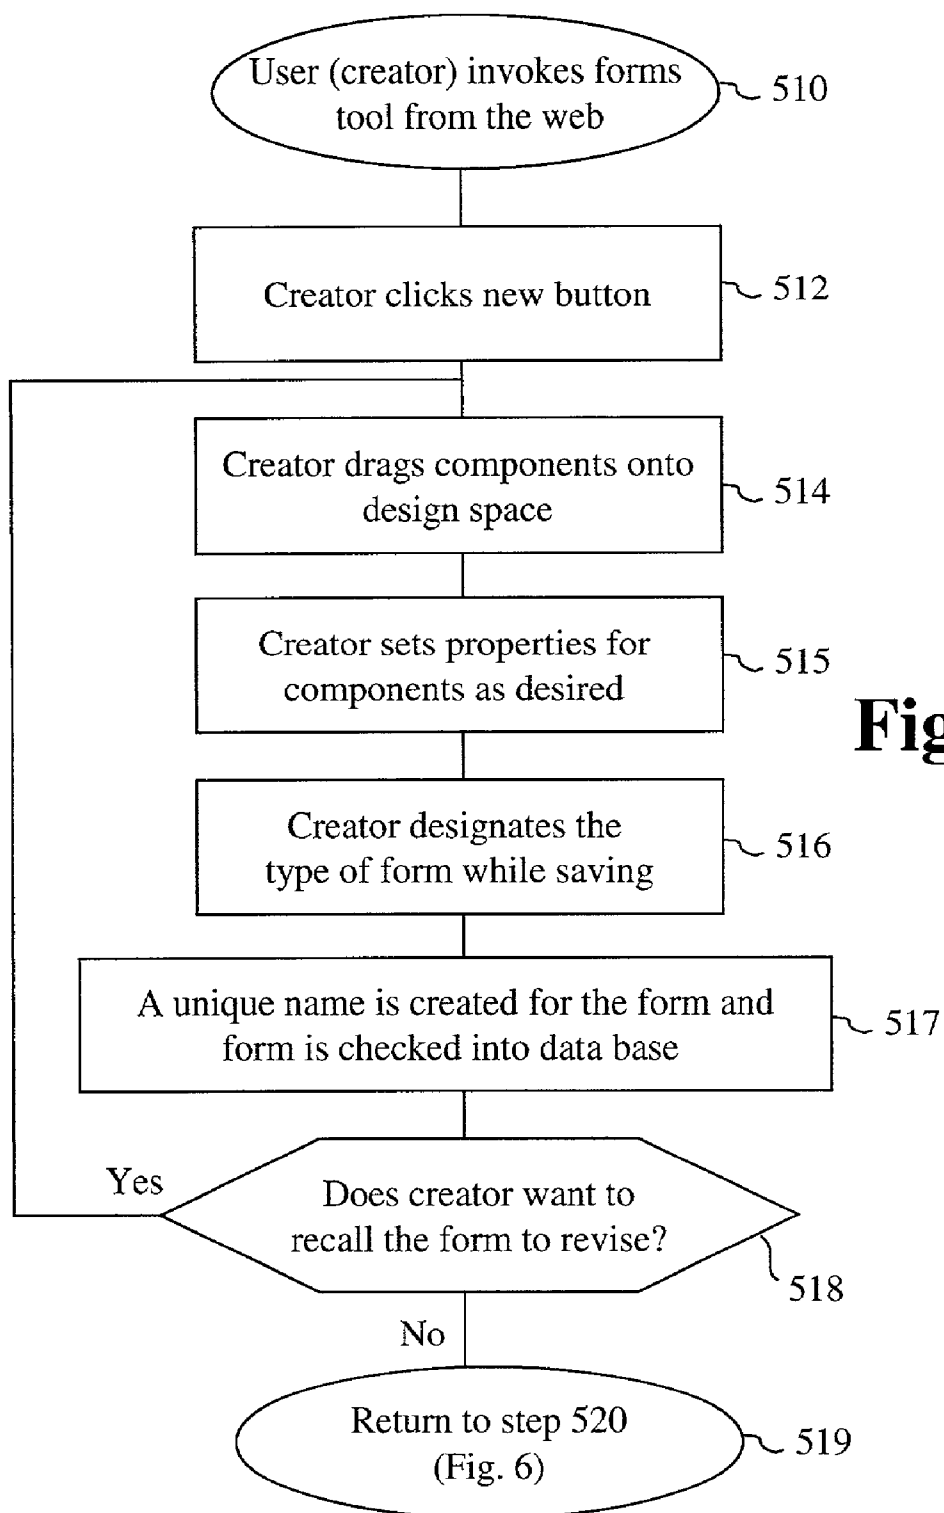 User (creator) invokes forms
tool from the web
510
Creator clicks new button
512
Creator drags components onto
design space
514
Creator sets properties for
components as desired
515
Fig
Creator designates the
type of form while saving
516
A unique name is created for the form and
form is checked into data base
517
Yes
Does creator want to
recall the form to revise?
518
No
Return to step 520
(Fig. 6)
519